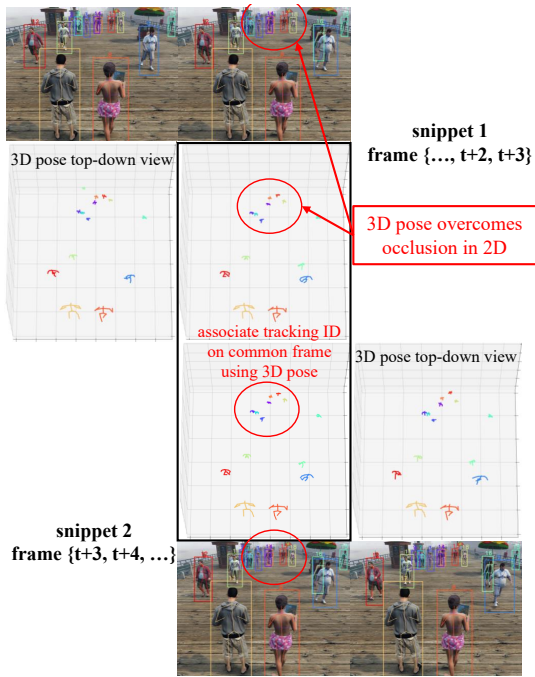 snippet 1
frame {…, t+2, t+3}
3D pose top-down view
3D pose overcomes
occlusion in 2D
associate tracking ID
on common frame
using 3D pose
3D pose top-down view
snippet 2
frame {t+3, t+4, …}